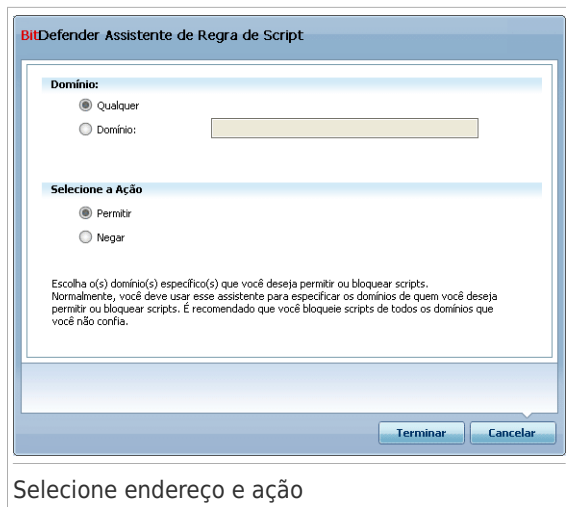 BitDefender Assistente de Regra de Script
Domínio:
Qualquer
Domínio:
Selecione a Ação
Permitir
Negar
Escolha o(s) domínio(s) específico(s) que você deseja permitir ou bloquear scripts.
Normalmente, você deve usar esse assistente para especificar os domínios de quem você deseja
permitir ou bloquear scripts. É recomendado que você bloqueie scripts de todos os domínios que
você não confia.
Terminar
Cancelar
Selecione endereço e ação